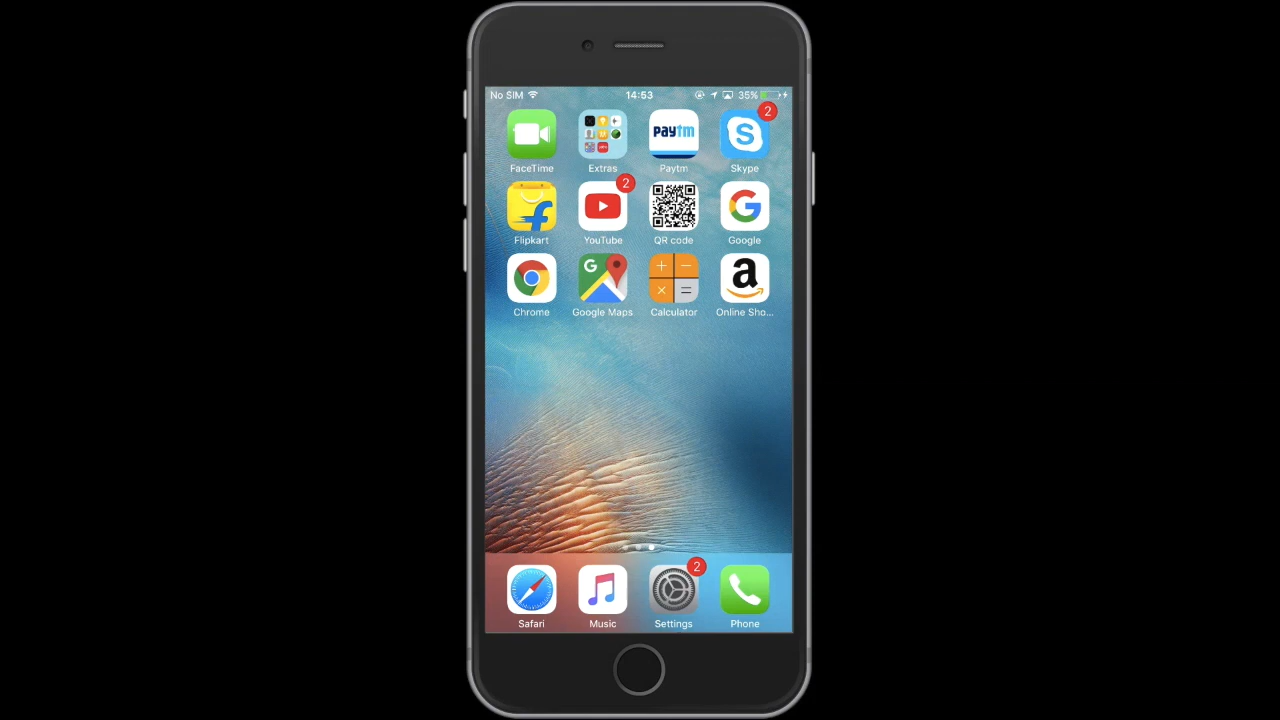 No SIM 14:53 35%
2
paytm S
FaceTime Extras Paytm Skype
2
Flipkart YouTube QR code Google
G a
Chrome Google Maps Calculator Online Sho...
2
Safari Music Settings Phone